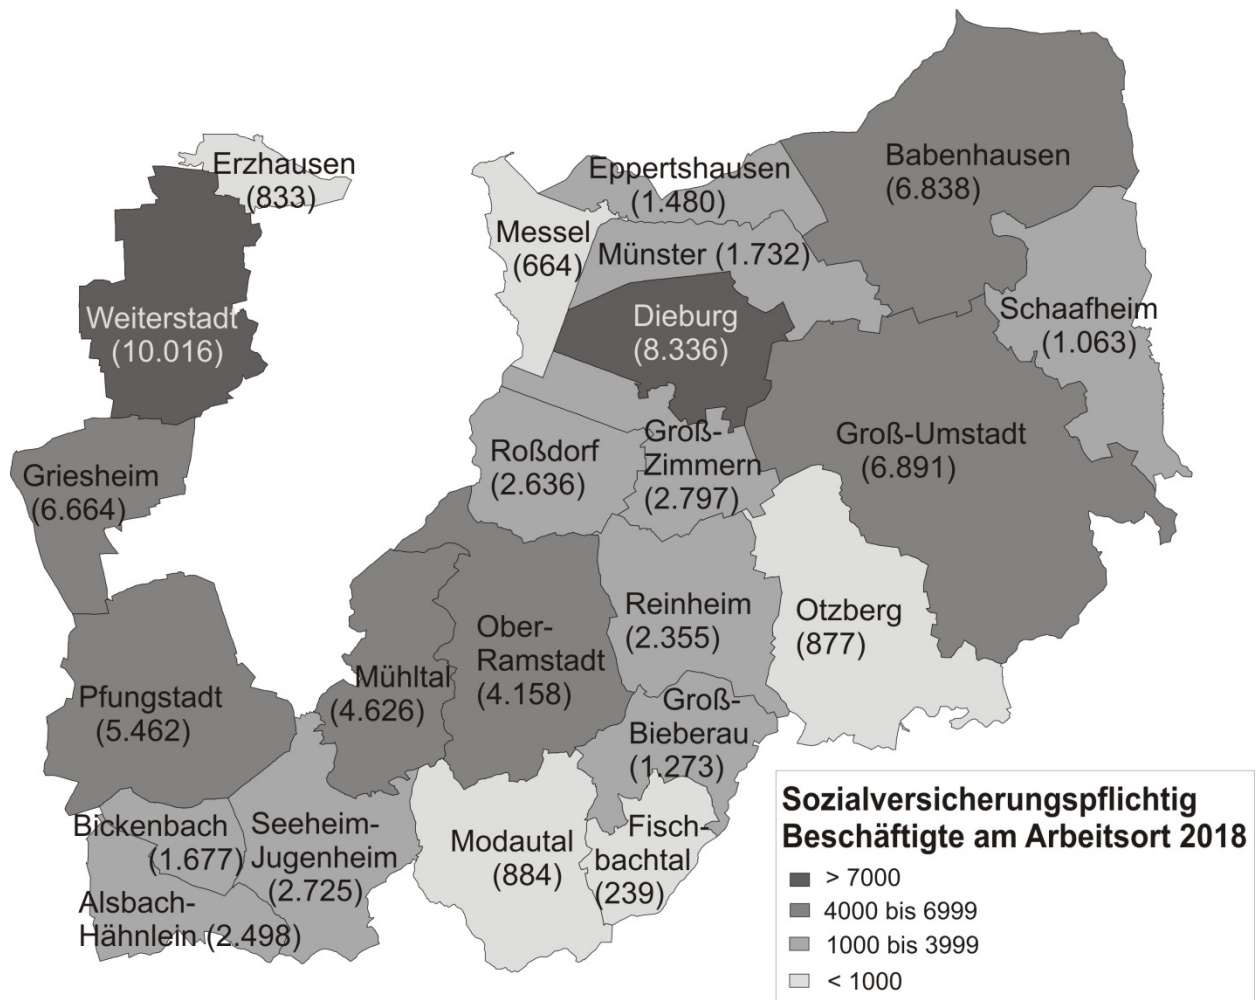 Erzhausen
(833)
Eppertshausen
(1.480)
Babenhausen
(6.838)
Messel
(664)
Münster (1.732)
Weiterstadt
(10.016)
Dieburg
(8.336)
Schaafheim
(1.063)
Griesheim
(6.664)
Roßdorf
(2.636)
Groß-
Zimmern
(2.797)
Groß-Umstadt
(6.891)
Pfungstadt
(5.462)
Mühltal
(4.626)
Ober-
Ramstadt
(4.158)
Reinheim
(2.355)
Otzberg
(877)
Groß-
Bieberau
(1.273)
Bickenbach
(1.677)
Seeheim-
Jugenheim
(2.725)
Modautal
(884)
Fisch-
bachtal
(239)
Alsbach-
Hähnlein (2.498)
Sozialversicherungspflichtig
Beschäftigte am Arbeitsort 2018
> 7000
4000 bis 6999
1000 bis 3999
< 1000